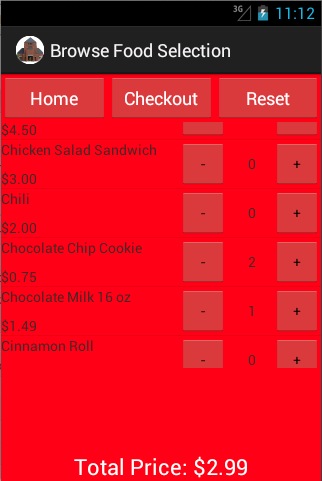 3G 11:12
Browse Food Selection
Home Checkout Reset
$4.50
Chicken Salad Sandwich
- 0 +
$3.00
Chili
- 0 +
$2.00
Chocolate Chip Cookie
- 2 +
$0.75
Chocolate Milk 16 oz
- 1 +
$1.49
Cinnamon Roll
- 0 +
Total Price: $2.99